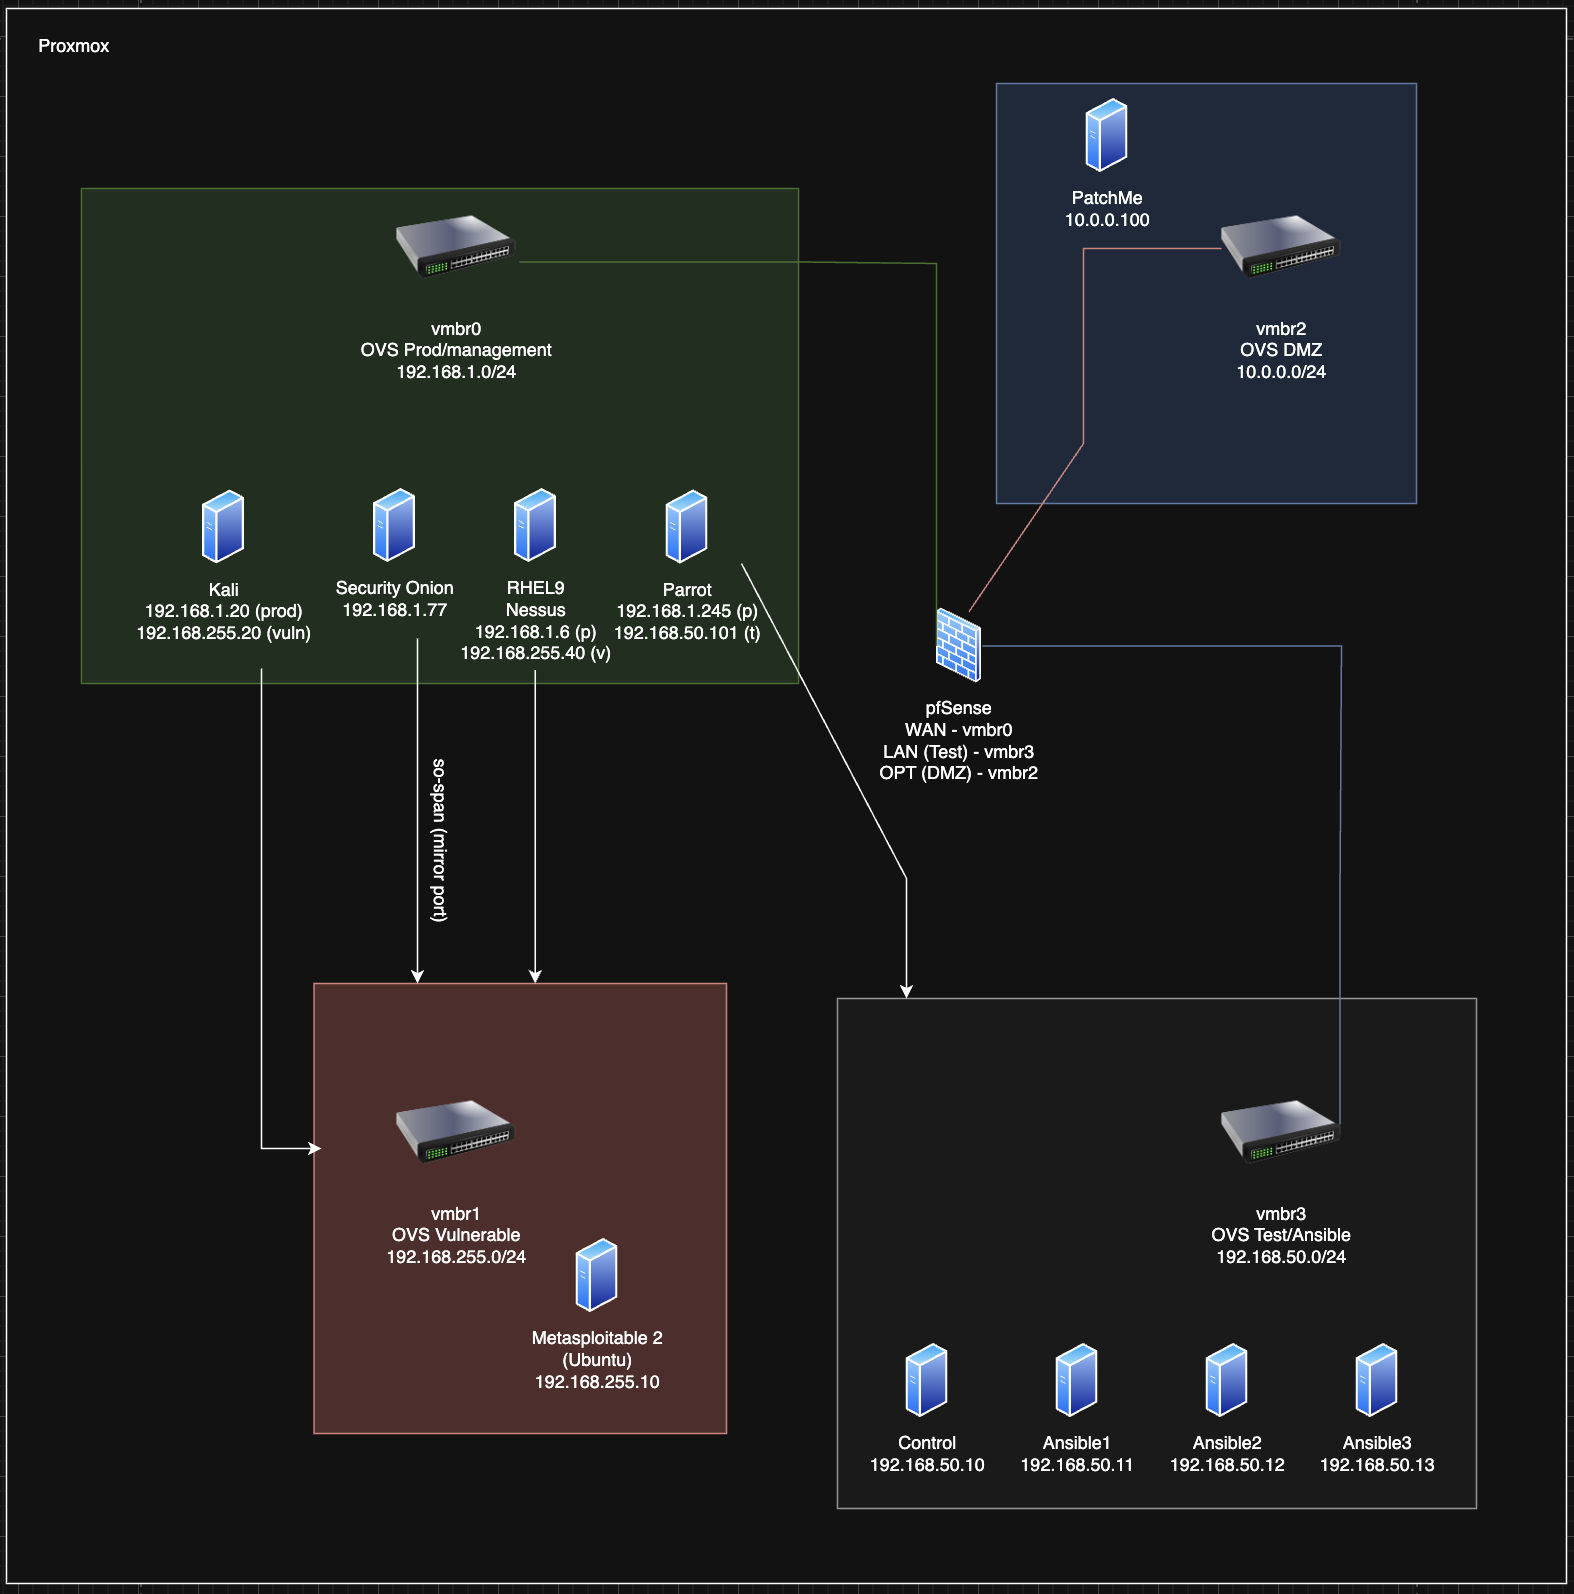 Proxmox
PatchMe
10.0.0.100
vmbr0
OVS Prod/management
192.168.1.0/24
vmbr2
OVS DMZ
10.0.0.0/24
Kali
192.168.1.20 (prod)
192.168.255.20 (vuln)
Security Onion
192.168.1.77
RHEL9
Nessus
192.168.1.6 (p)
192.168.255.40 (v)
Parrot
192.168.1.245 (p)
192.168.50.101 (t)
pfSense
WAN - vmbr0
LAN (Test) - vmbr3
OPT (DMZ) - vmbr2
so-span (mirror port)
vmbr1
OVS Vulnerable
192.168.255.0/24
Metasploitable 2
(Ubuntu)
192.168.255.10
vmbr3
OVS Test/Ansible
192.168.50.0/24
Control
192.168.50.10
Ansible1
192.168.50.11
Ansible2
192.168.50.12
Ansible3
192.168.50.13